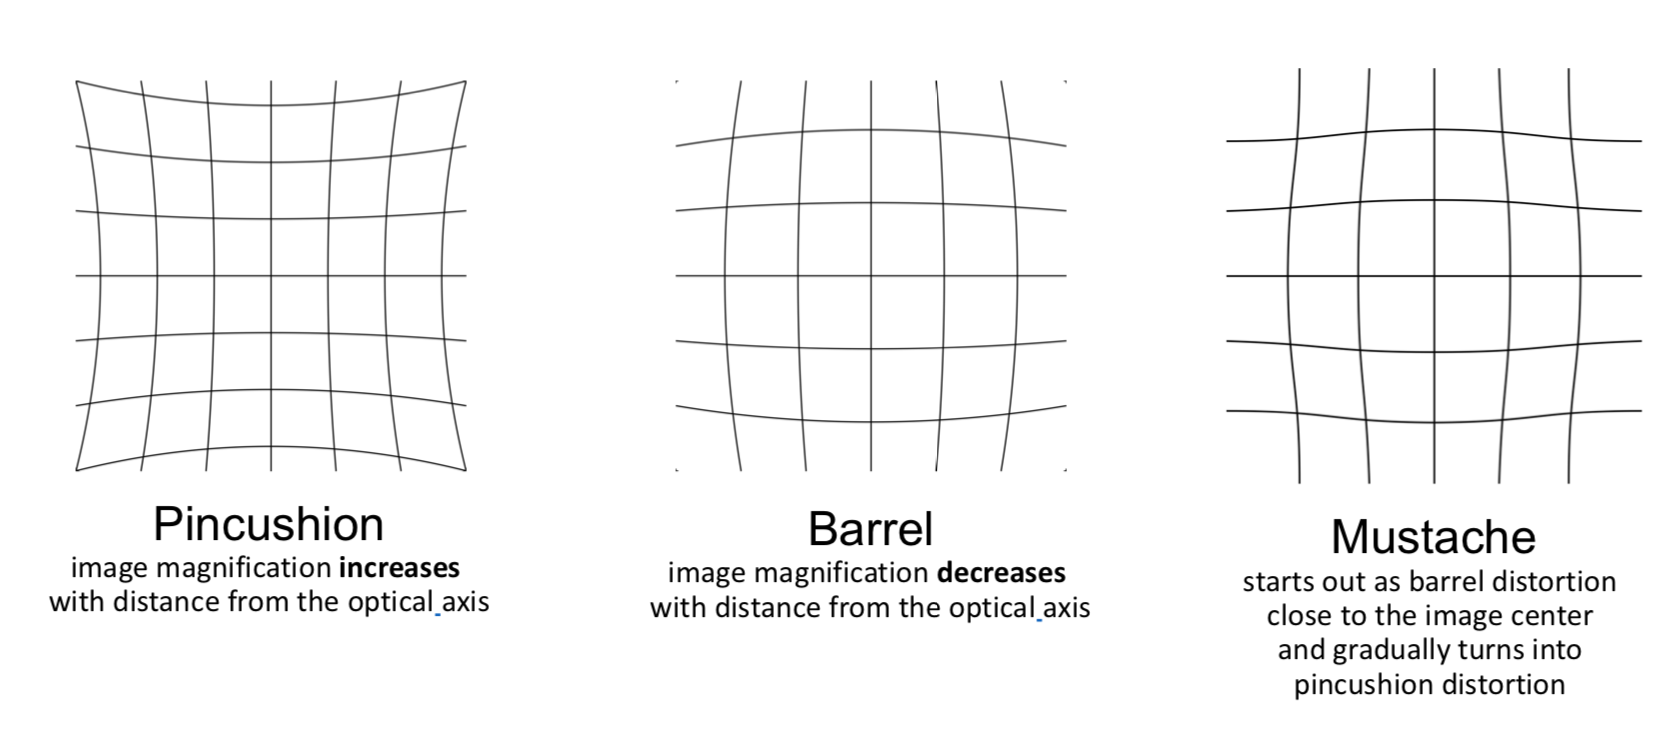 Pincushion
image magnification increases
with distance from the optical axis
Barrel
image magnification decreases
with distance from the optical axis
Mustache
starts out as barrel distortion
close to the image center
and gradually turns into
pincushion distortion